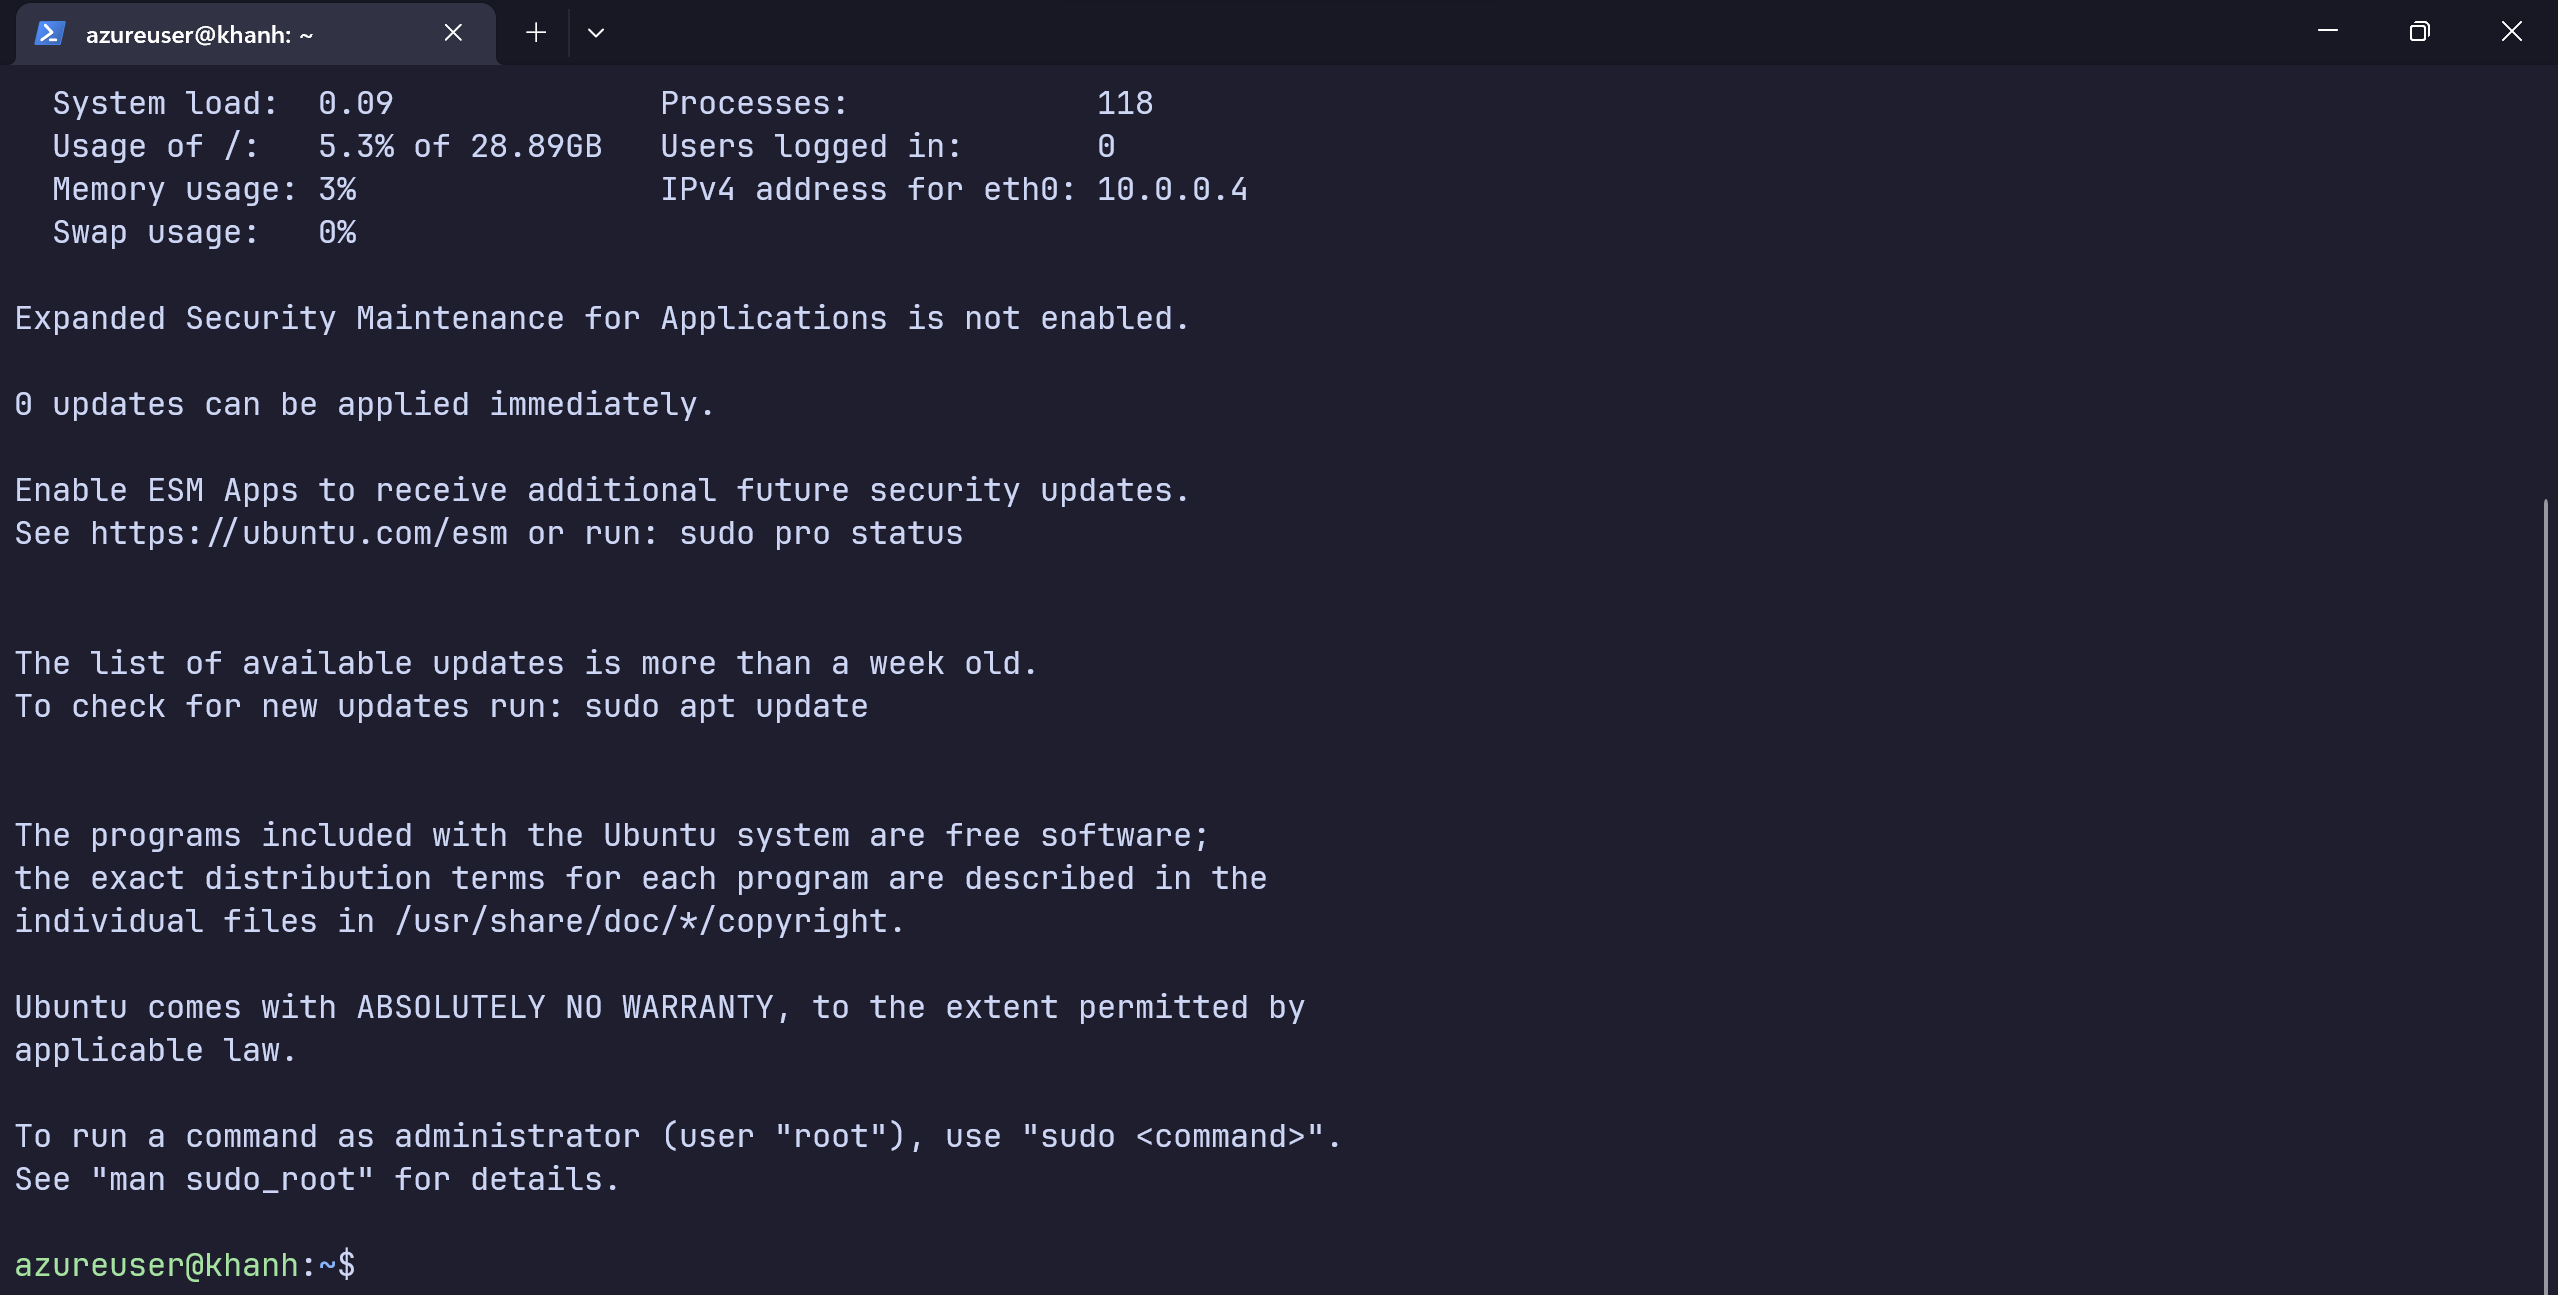 azureuser@khanh: ~
System load:  0.09              Processes:             118
Usage of /:   5.3% of 28.89GB   Users logged in:       0
Memory usage: 3%                IPv4 address for eth0: 10.0.0.4
Swap usage:   0%
Expanded Security Maintenance for Applications is not enabled.
0 updates can be applied immediately.
Enable ESM Apps to receive additional future security updates.
See https://ubuntu.com/esm or run: sudo pro status
The list of available updates is more than a week old.
To check for new updates run: sudo apt update
The programs included with the Ubuntu system are free software;
the exact distribution terms for each program are described in the
individual files in /usr/share/doc/*/copyright.
Ubuntu comes with ABSOLUTELY NO WARRANTY, to the extent permitted by
applicable law.
To run a command as administrator (user "root"), use "sudo <command>".
See "man sudo_root" for details.
azureuser@khanh:~$